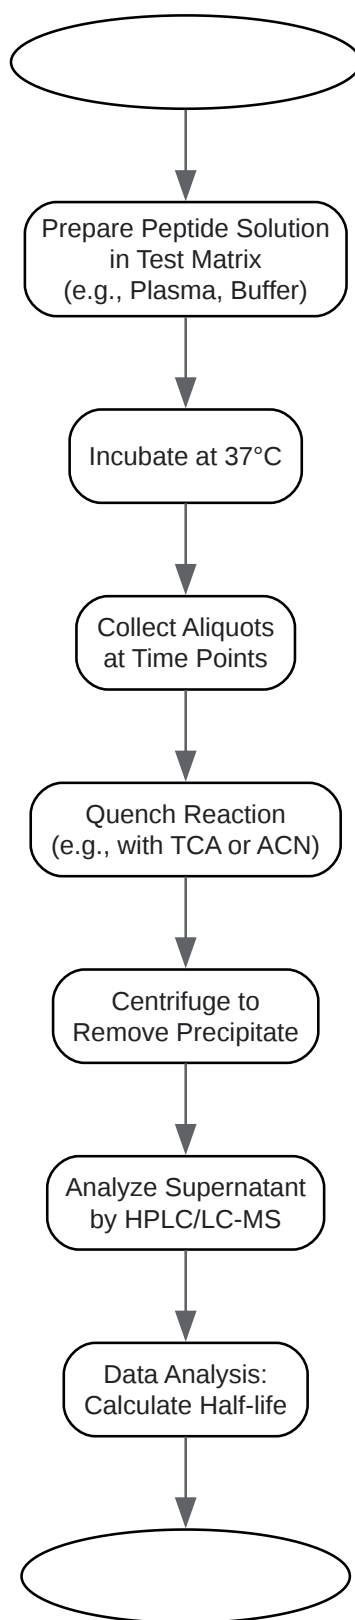 Prepare Peptide Solution
in Test Matrix
(e.g., Plasma, Buffer)
Incubate at 37°C
Collect Aliquots
at Time Points
Quench Reaction
(e.g., with TCA or ACN)
Centrifuge to
Remove Precipitate
Analyze Supernatant
by HPLC/LC-MS
Data Analysis:
Calculate Half-life